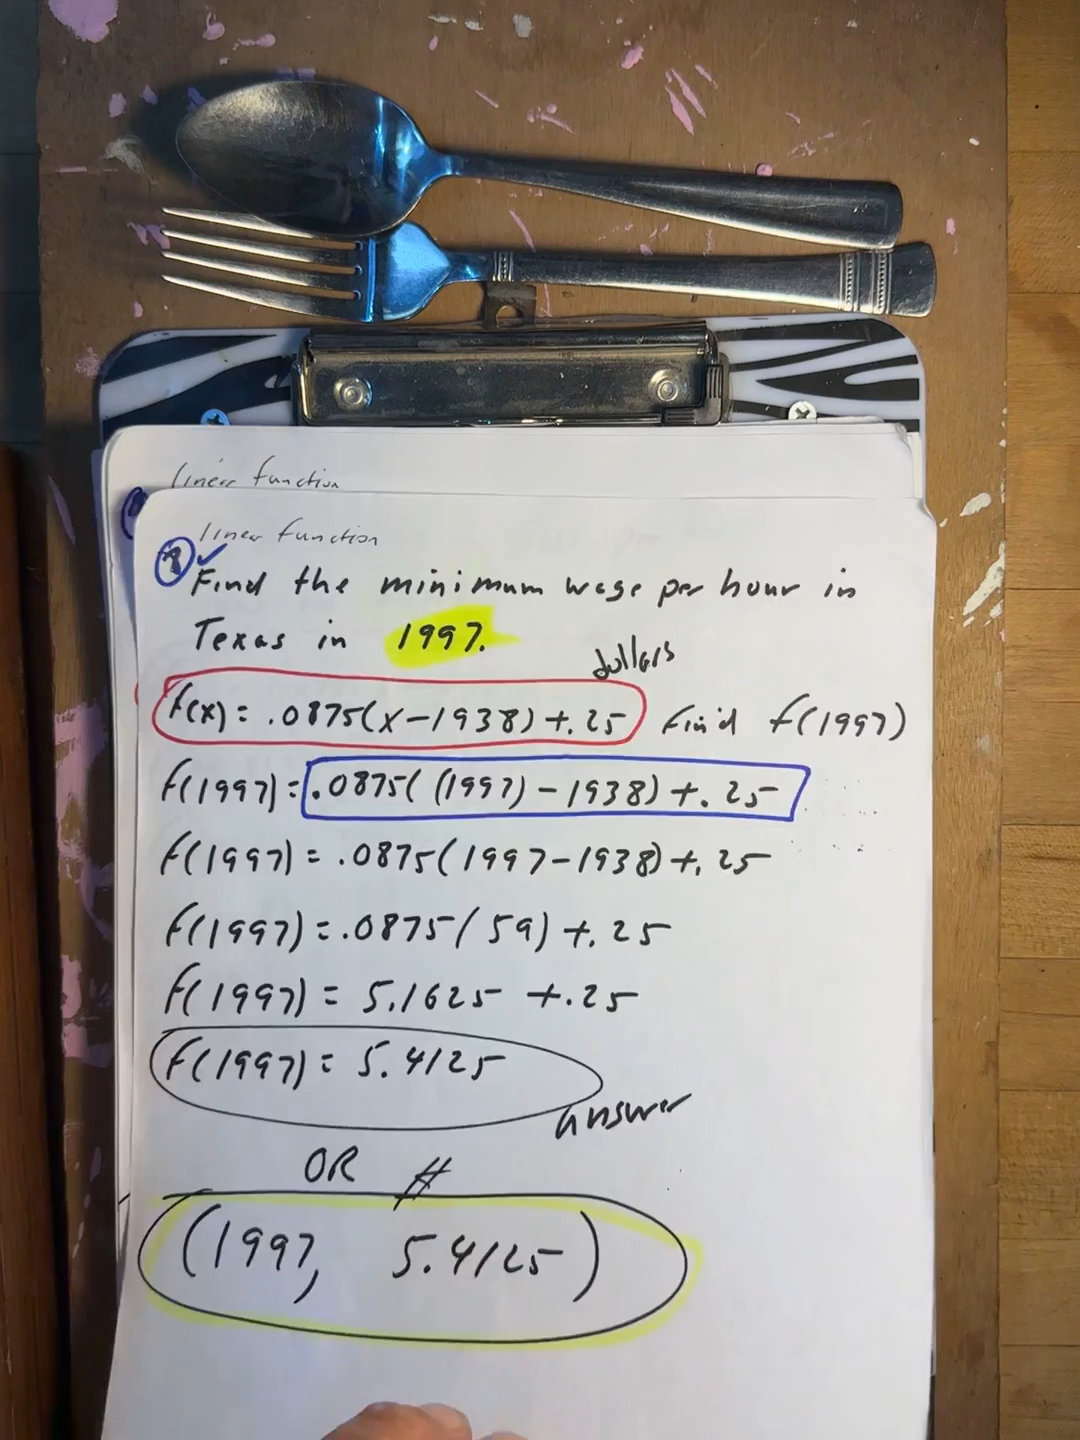 linear function
linear function
Find the minimum wage per hour in
Texas in 1997.
dollars
f(x) = .0875(x-1938)+.25 Find f(1997)
f(1997) = .0875((1997)-1938)+.25
f(1997) = .0875(1997-1938)+.25
f(1997) = .0875(59)+.25
f(1997) = 5.1625 +.25
f(1997) = 5.4125
answer
OR #
(1997, 5.4125)